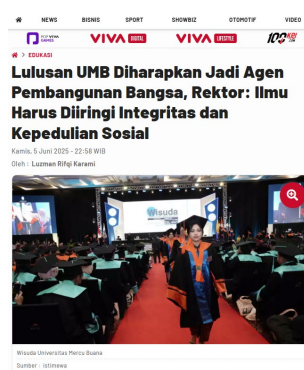 NEWS BISNIS SPORT SHOWBIZ OTOMOTIF VIDEO
VIVA DIGITAL VIVA LIFESTYLE
> EDUKASI
Lulusan UMB Diharapkan Jadi Agen
Pembangunan Bangsa, Rektor: Ilmu
Harus Diiringi Integritas dan
Kepedulian Sosial
Kamis, 5 Juni 2025 - 22:56 WIB
Oleh : Luzman Rifqi Karami
Wisuda
Wisuda Universitas Mercu Buana
Sumber : istimewa